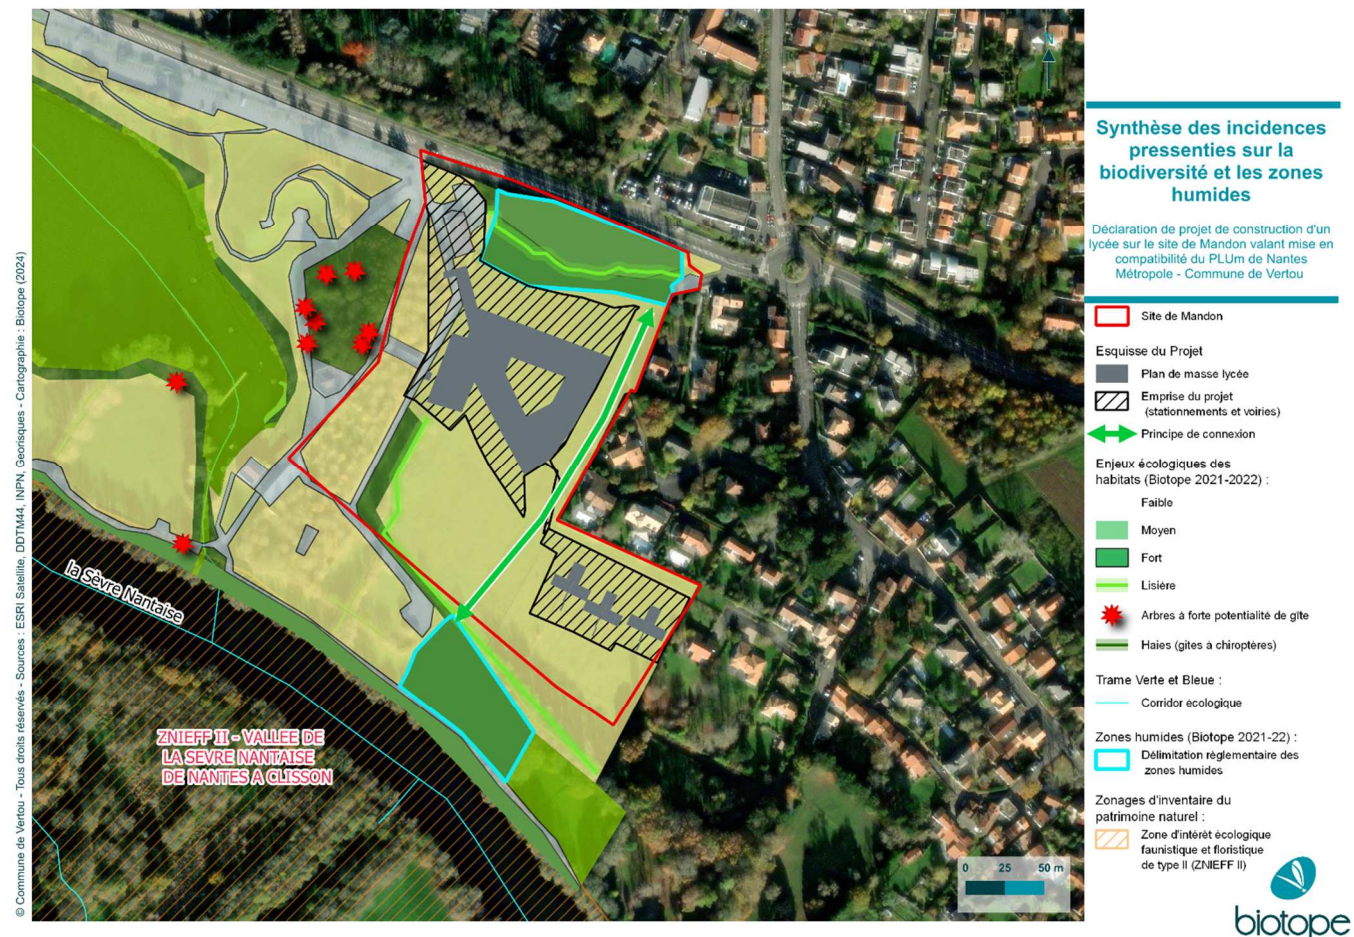 © Commune de Vertou - Tous droits réservés - Sources : ESRI Satellite, DDTM44, INPN, Georisques - Cartographie : Biotope (2024)
N
la Sèvre Nantaise
ZNIEFF II - VALLEE DE
LA SEVRE NANTAISE
DE NANTES A CLISSON
0 25 50 m
Synthèse des incidences
pressenties sur la
biodiversité et les zones
humides
Déclaration de projet de construction d'un
lycée sur le site de Mandon valant mise en
compatibilité du PLUm de Nantes
Métropole - Commune de Vertou
Site de Mandon
Esquisse du Projet
Plan de masse lycée
Emprise du projet
(stationnements et voiries)
Principe de connexion
Enjeux écologiques des
habitats (Biotope 2021-2022) :
Faible
Moyen
Fort
Lisière
Arbres à forte potentialité de gîte
Haies (gîtes à chiroptères)
Trame Verte et Bleue :
Corridor écologique
Zones humides (Biotope 2021-22) :
Délimitation règlementaire des
zones humides
Zonages d'inventaire du
patrimoine naturel :
Zone d'intérêt écologique
faunistique et floristique
de type II (ZNIEFF II)
biotope